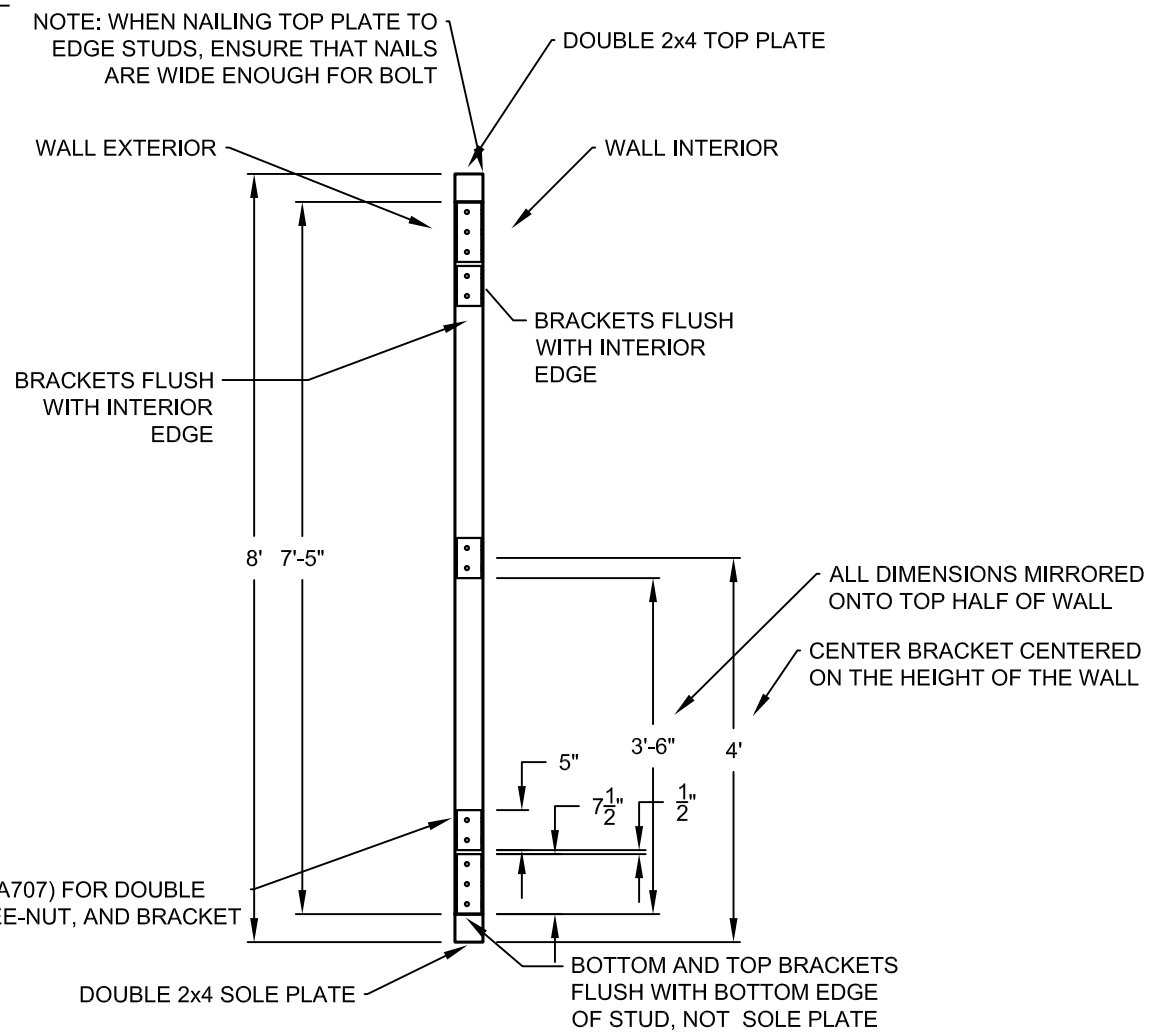 NOTE: WHEN NAILING TOP PLATE TO
EDGE STUDS, ENSURE THAT NAILS
ARE WIDE ENOUGH FOR BOLT
DOUBLE 2x4 TOP PLATE
WALL EXTERIOR
WALL INTERIOR
BRACKETS FLUSH
WITH INTERIOR
EDGE
BRACKETS FLUSH
WITH INTERIOR
EDGE
8'
7'-5"
ALL DIMENSIONS MIRRORED
ONTO TOP HALF OF WALL
CENTER BRACKET CENTERED
ON THE HEIGHT OF THE WALL
3'-6"
4'
5"
7 1/2"
1/2"
A707) FOR DOUBLE
EE-NUT, AND BRACKET
DOUBLE 2x4 SOLE PLATE
BOTTOM AND TOP BRACKETS
FLUSH WITH BOTTOM EDGE
OF STUD, NOT SOLE PLATE